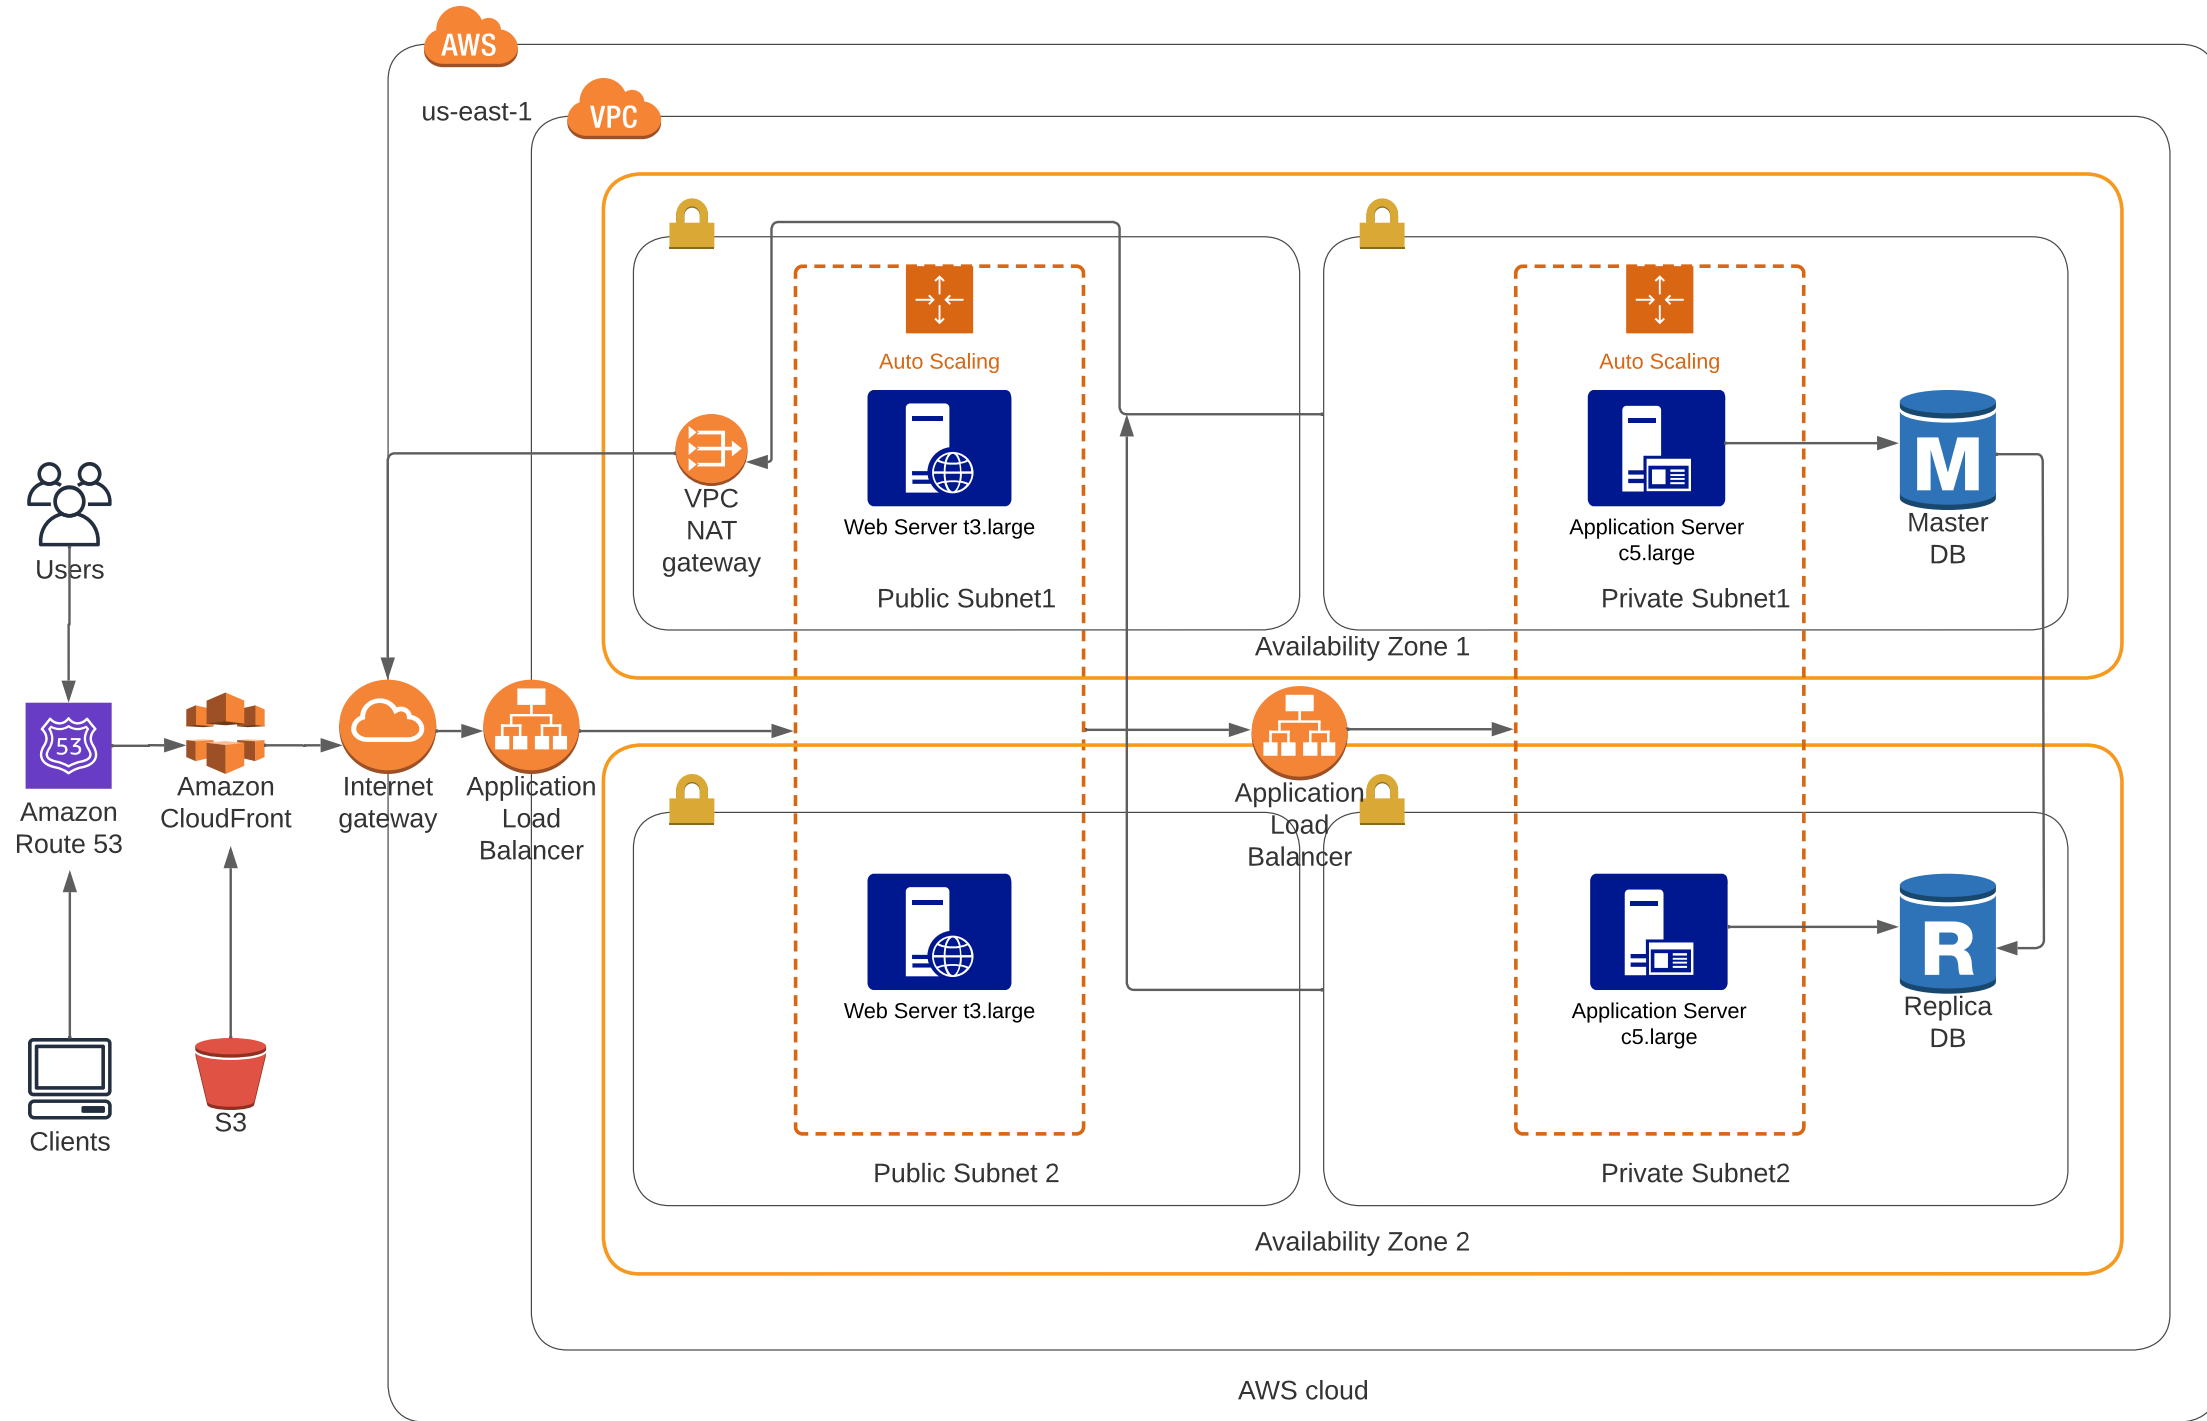 AWS
us-east-1
VPC
Auto Scaling
Auto Scaling
Web Server t3.large
Application Server
c5.large
M
Master
DB
VPC
NAT
gateway
Public Subnet1
Private Subnet1
Availability Zone 1
Users
53
Amazon
Route 53
Amazon
CloudFront
Internet
gateway
Application
Load
Balancer
Application
Load
Balancer
Web Server t3.large
Application Server
c5.large
R
Replica
DB
Clients
S3
Public Subnet 2
Private Subnet2
Availability Zone 2
AWS cloud